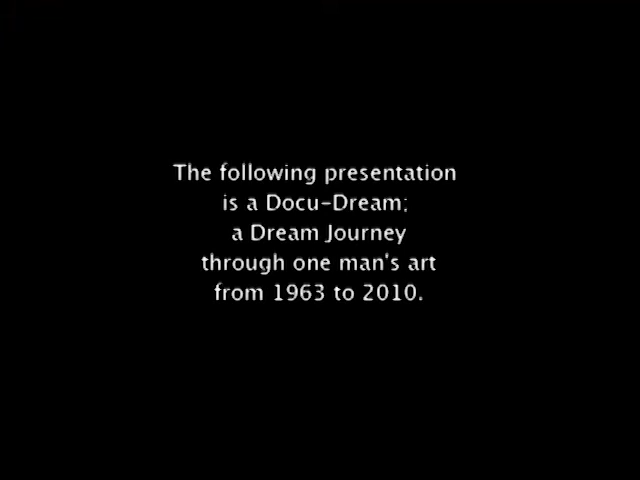 The following presentation
is a Docu-Dream;
a Dream Journey
through one man's art
from 1963 to 2010.